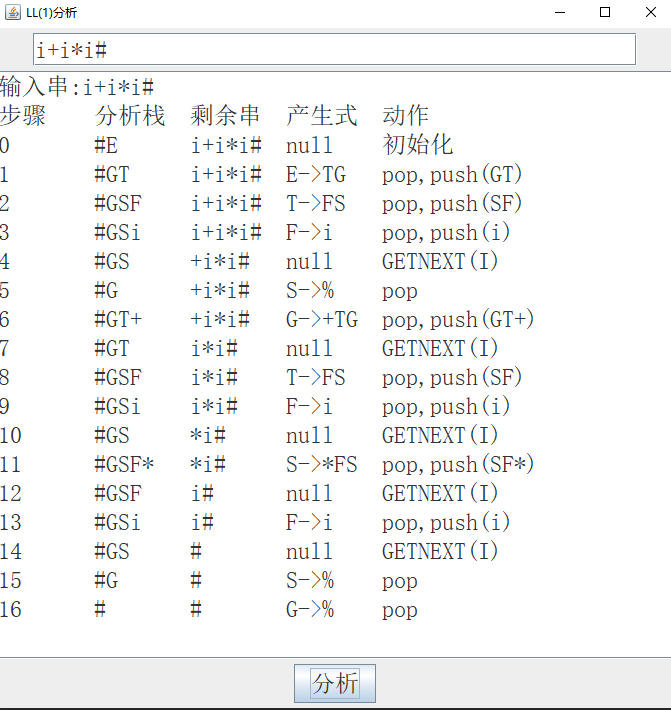 LL(1)分析
i+i*i#
输入串:i+i*i#
步骤 分析栈 剩余串 产生式 动作
0 #E i+i*i# null 初始化
1 #GT i+i*i# E->TG pop,push(GT)
2 #GSF i+i*i# T->FS pop,push(SF)
3 #GSi i+i*i# F->i pop,push(i)
4 #GS +i*i# null GETNEXT(I)
5 #G +i*i# S->% pop
6 #GT+ +i*i# G->+TG pop,push(GT+)
7 #GT i*i# null GETNEXT(I)
8 #GSF i*i# T->FS pop,push(SF)
9 #GSi i*i# F->i pop,push(i)
10 #GS *i# null GETNEXT(I)
11 #GSF* *i# S->*FS pop,push(SF*)
12 #GSF i# null GETNEXT(I)
13 #GSi i# F->i pop,push(i)
14 #GS # null GETNEXT(I)
15 #G # S->% pop
16 # # G->% pop
分析